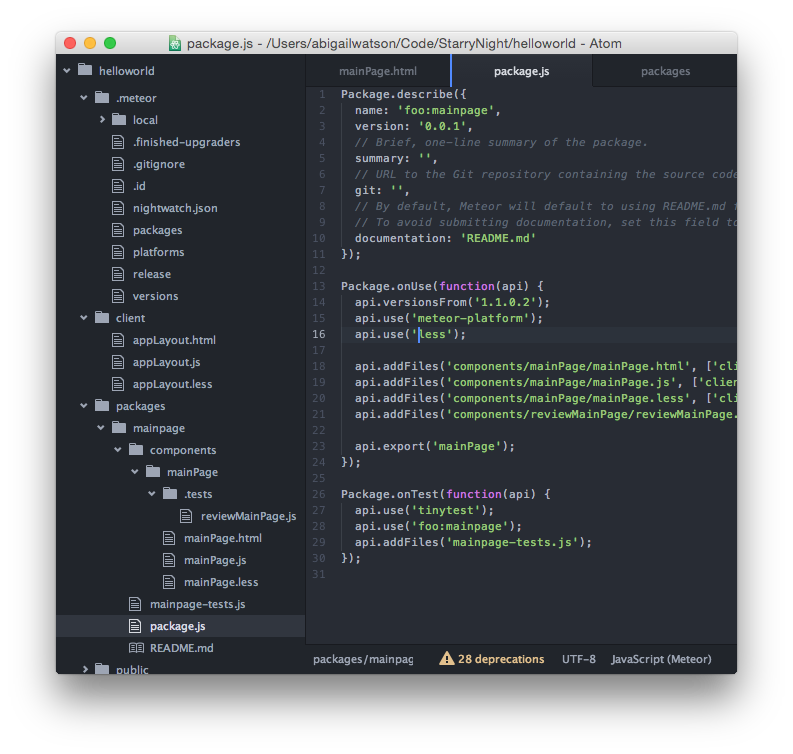 package.js - /Users/abigailwatson/Code/StarryNight/helloworld - Atom
helloworld
.meteor
local
.finished-upgraders
.gitignore
.id
nightwatch.json
packages
platforms
release
versions
client
appLayout.html
appLayout.js
appLayout.less
packages
mainpage
components
mainPage
.tests
reviewMainPage.js
mainPage.html
mainPage.js
mainPage.less
mainpage-tests.js
package.js
README.md
public
mainPage.html package.js packages
1 Package.describe({
2 name: 'foo:mainpage',
3 version: '0.0.1',
4 // Brief, one-line summary of the package.
5 summary: '',
6 // URL to the Git repository containing the source code
7 git: '',
8 // By default, Meteor will default to using README.md f
9 // To avoid submitting documentation, set this field to
10 documentation: 'README.md'
11 });
12
13 Package.onUse(function(api) {
14 api.versionsFrom('1.1.0.2');
15 api.use('meteor-platform');
16 api.use('less');
17
18 api.addFiles('components/mainPage/mainPage.html', ['cli
19 api.addFiles('components/mainPage/mainPage.js', ['clien
20 api.addFiles('components/mainPage/mainPage.less', ['cli
21 api.addFiles('components/reviewMainPage/reviewMainPage.
22
23 api.export('mainPage');
24 });
25
26 Package.onTest(function(api) {
27 api.use('tinytest');
28 api.use('foo:mainpage');
29 api.addFiles('mainpage-tests.js');
30 });
31
packages/mainpag 28 deprecations UTF-8 JavaScript (Meteor)